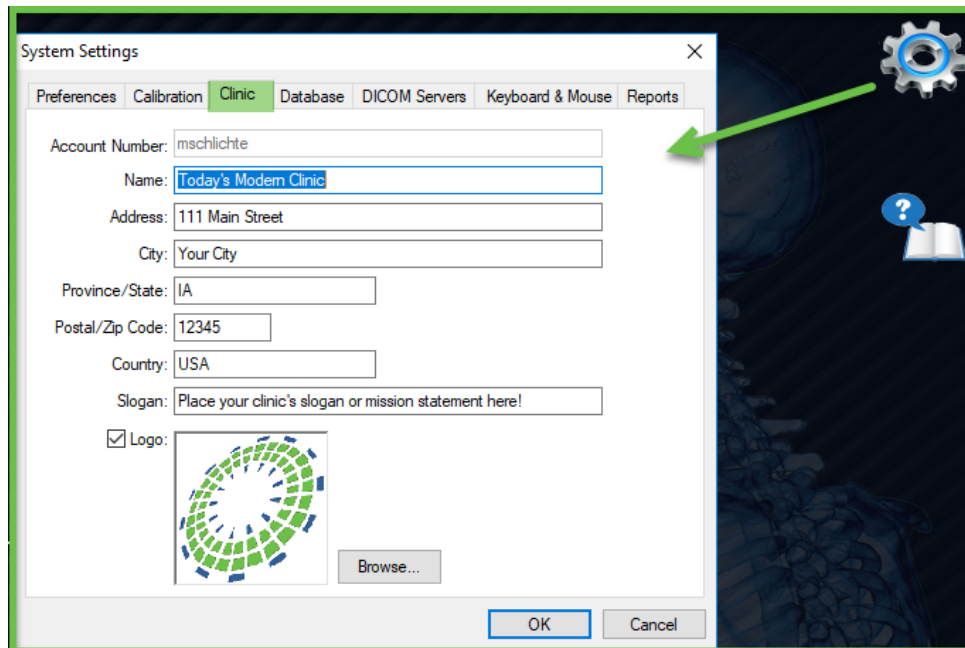 System Settings
Preferences Calibration Clinic Database DICOM Servers Keyboard & Mouse Reports
Account Number: mschlichte
Name: Today's Modern Clinic
Address: 111 Main Street
City: Your City
Province/State: IA
Postal/Zip Code: 12345
Country: USA
Slogan: Place your clinic's slogan or mission statement here!
Logo:
Browse...
OK Cancel
?